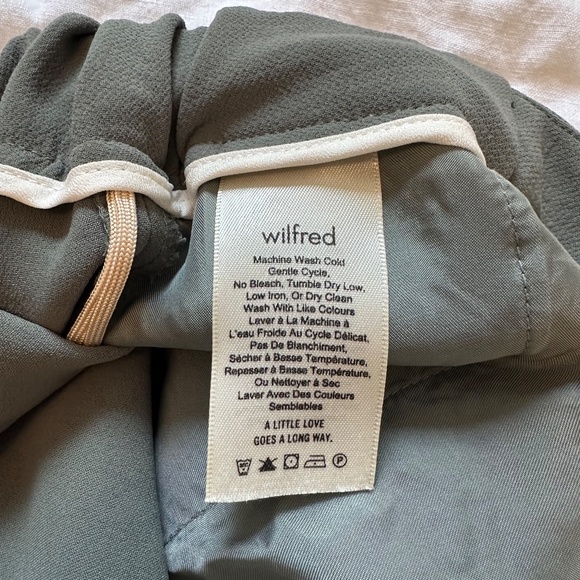 wilfred
Machine Wash Cold
Gentle Cycle,
No Bleach, Tumble Dry Low,
Low Iron, Or Dry Clean
Wash With Like Colours
Laver à La Machine à
L'eau Froide Au Cycle Délicat,
Pas De Blanchiment,
Sécher à Basse Température,
Repasser à Basse Température,
Ou Nettoyer à Sec
Laver Avec Des Couleurs
Semblables
A LITTLE LOVE
GOES A LONG WAY.
P